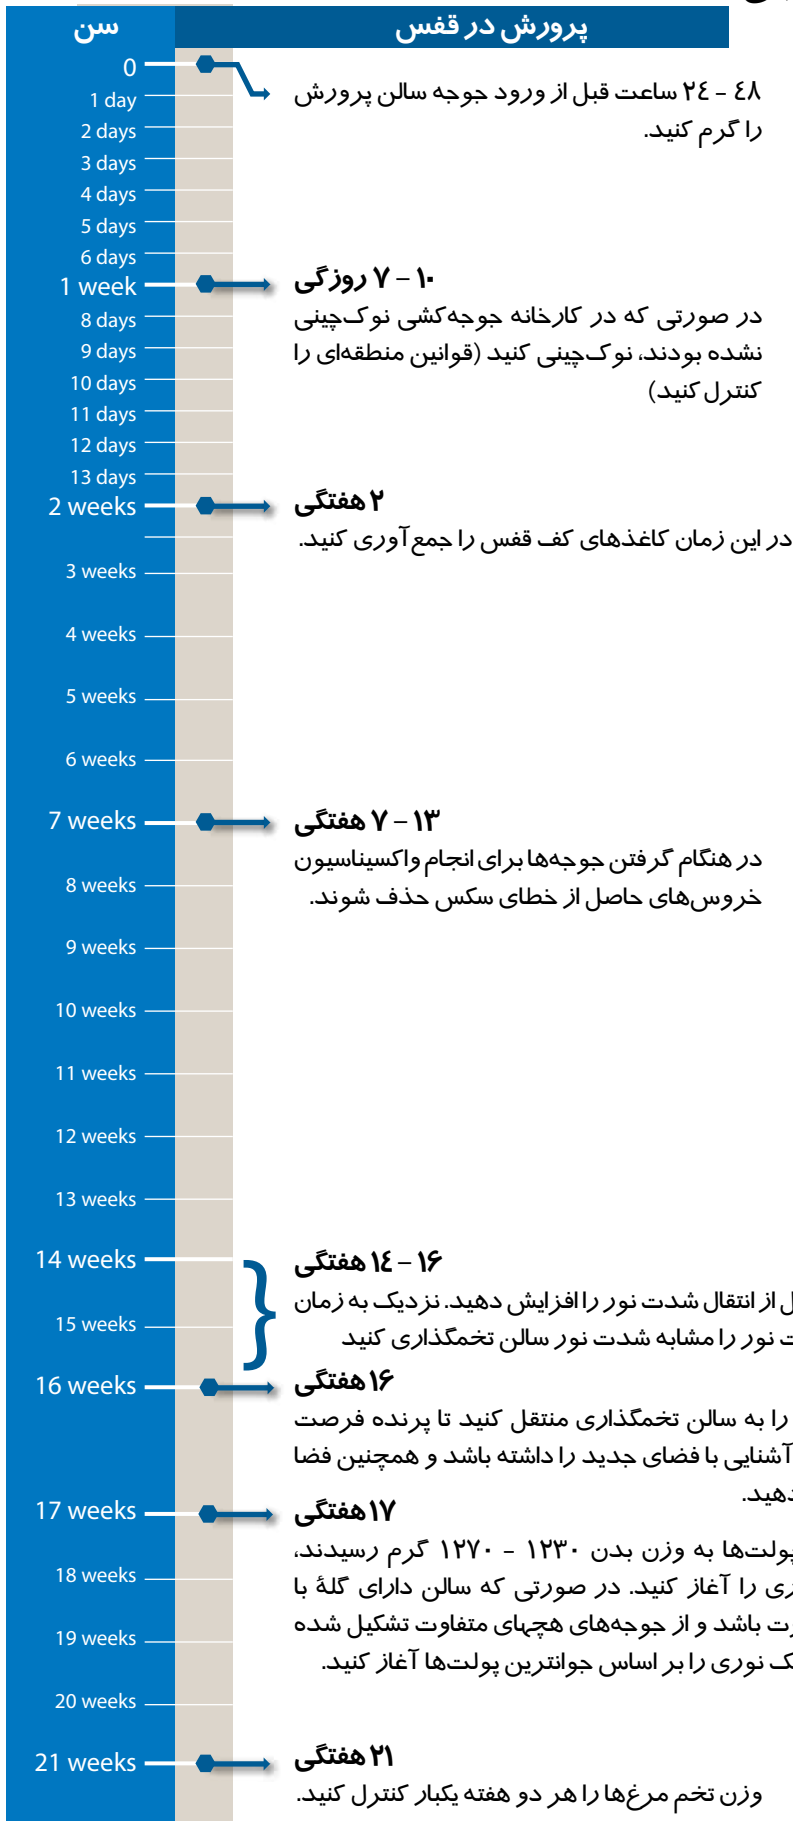 سن
پرورش در قفس
0
۲٤ - ٤۸ ساعت قبل از ورود جوجه سالن پرورش
را گرم کنید.
1 day
2 days
3 days
4 days
5 days
6 days
1 week
۷ – ۱۰ روزگی
در صورتی که در کارخانه جوجه‌کشی نوک‌چینی
نشده بودند، نوک‌چینی کنید (قوانین منطقه‌ای را
کنترل کنید)
8 days
9 days
10 days
11 days
12 days
13 days
2 weeks
۲ هفتگی
در این زمان کاغذهای کف قفس را جمع‌آوری کنید.
3 weeks
4 weeks
5 weeks
6 weeks
7 weeks
۷ – ۱۳ هفتگی
در هنگام گرفتن جوجه‌ها برای انجام واکسیناسیون
خروس‌های حاصل از خطای سکس حذف شوند.
8 weeks
9 weeks
10 weeks
11 weeks
12 weeks
13 weeks
14 weeks
۱٤ – ۱۶ هفتگی
از انتقال شدت نور را افزایش دهید. نزدیک به زمان
نور را مشابه شدت نور سالن تخمگذاری کنید
15 weeks
16 weeks
۱۶ هفتگی
را به سالن تخمگذاری منتقل کنید تا پرنده فرصت
آشنایی با فضای جدید را داشته باشد و همچنین فضا
17 weeks
۱۷ هفتگی
پولت‌ها به وزن بدن ۱۲۳۰ - ۱۲۷۰ گرم رسیدند،
را آغاز کنید. در صورتی که سالن دارای گلهٔ با
باشد و از جوجه‌های هچهای متفاوت تشکیل شده
نوری را بر اساس جوانترین پولت‌ها آغاز کنید.
18 weeks
19 weeks
20 weeks
21 weeks
۲۱ هفتگی
وزن تخم مرغ‌ها را هر دو هفته یکبار کنترل کنید.